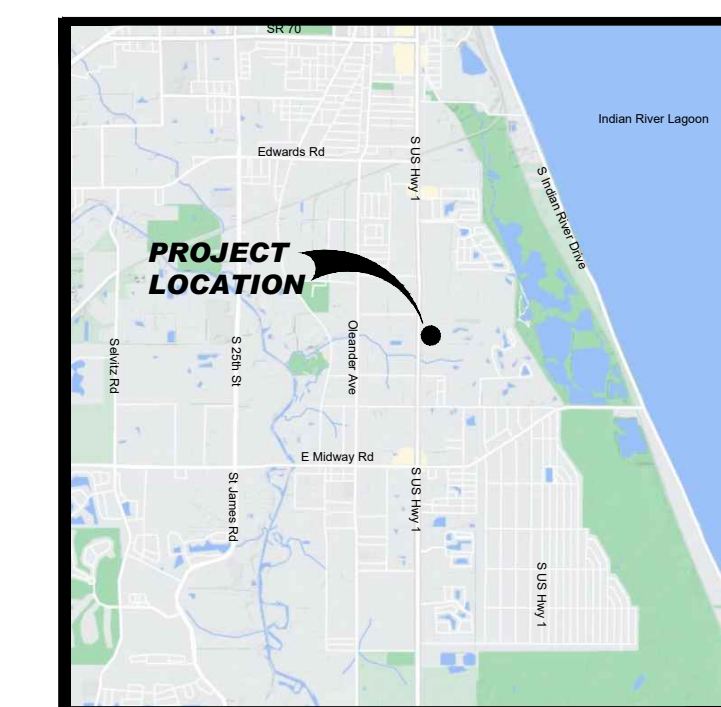 SR 70
Indian River Lagoon
Edwards Rd
S US Hwy 1
S Indian River Drive
PROJECT
LOCATION
Oleander Ave
Selvitz Rd
S 25th St
E Midway Rd
St James Rd
S US Hwy 1
S US Hwy 1